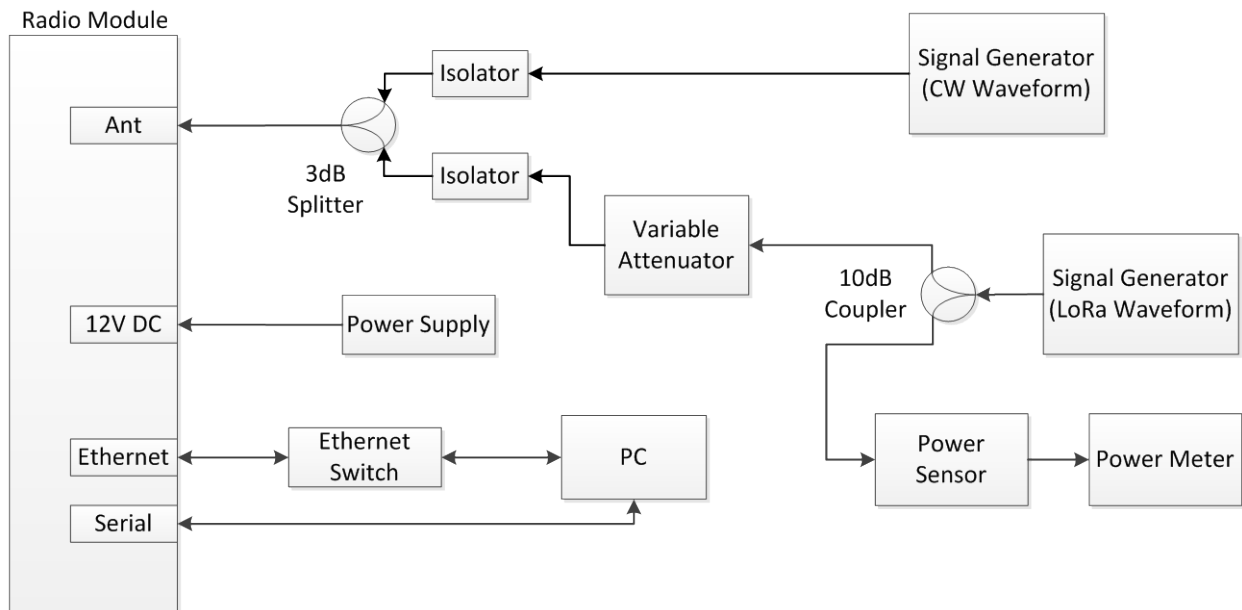 Radio Module
Isolator
Signal Generator
(CW Waveform)
Ant
3dB
Splitter
Isolator
Variable
Attenuator
10dB
Coupler
Signal Generator
(LoRa Waveform)
12V DC
Power Supply
Ethernet
Ethernet
Switch
PC
Power
Sensor
Power Meter
Serial